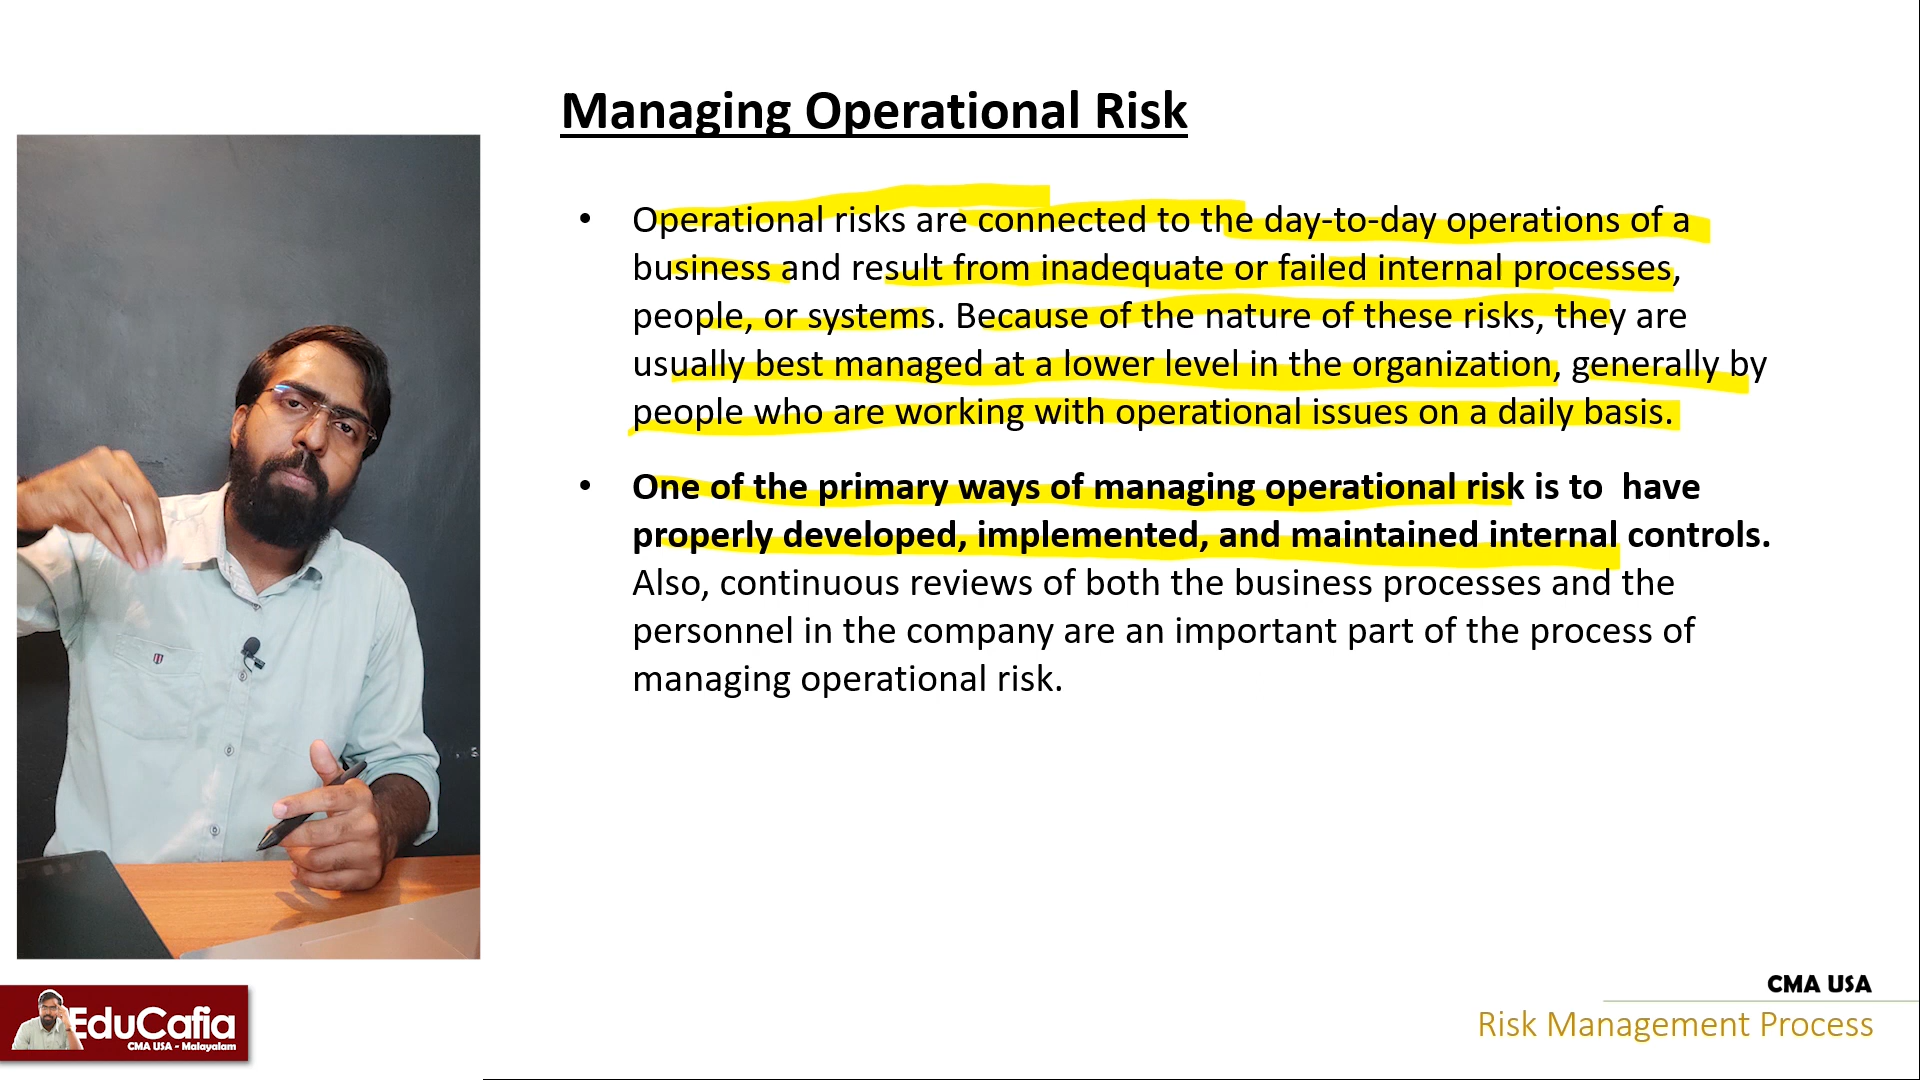 Managing Operational Risk
• Operational risks are connected to the day-to-day operations of a
business and result from inadequate or failed internal processes,
people, or systems. Because of the nature of these risks, they are
usually best managed at a lower level in the organization, generally by
people who are working with operational issues on a daily basis.
• One of the primary ways of managing operational risk is to  have
properly developed, implemented, and maintained internal controls.
Also, continuous reviews of both the business processes and the
personnel in the company are an important part of the process of
managing operational risk.
EduCafia
CMA USA - Malayalam
CMA USA
Risk Management Process